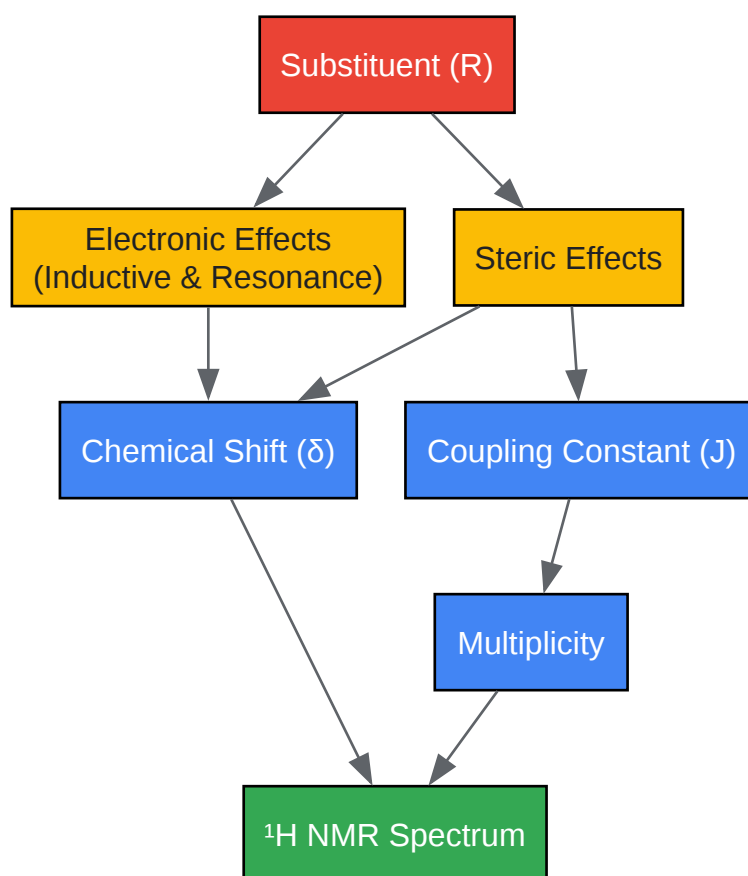 Substituent (R)
Electronic Effects
(Inductive & Resonance)
Steric Effects
Chemical Shift (δ)
Coupling Constant (J)
Multiplicity
¹H NMR Spectrum